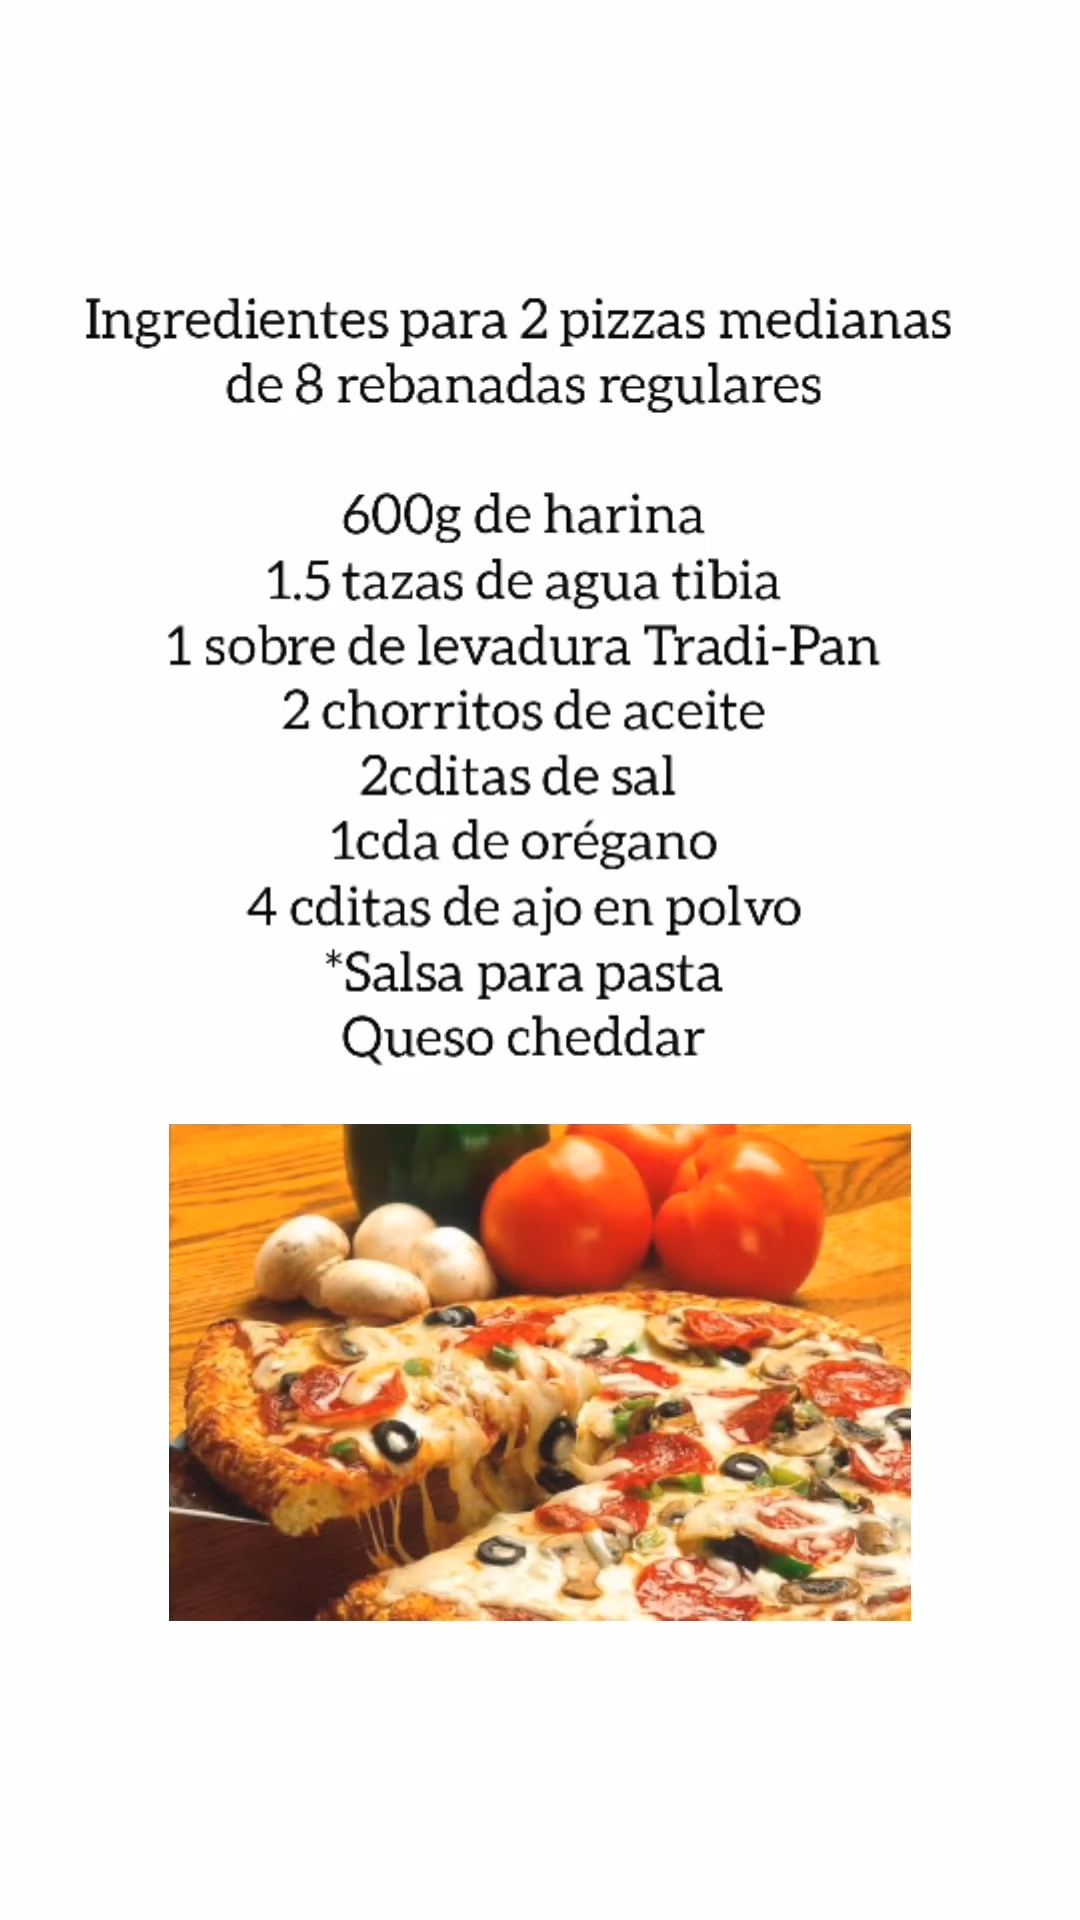 Ingredientes para 2 pizzas medianas
de 8 rebanadas regulares
600g de harina
1.5 tazas de agua tibia
1 sobre de levadura Tradi-Pan
2 chorritos de aceite
2cditas de sal
1cda de orégano
4 cditas de ajo en polvo
*Salsa para pasta
Queso cheddar